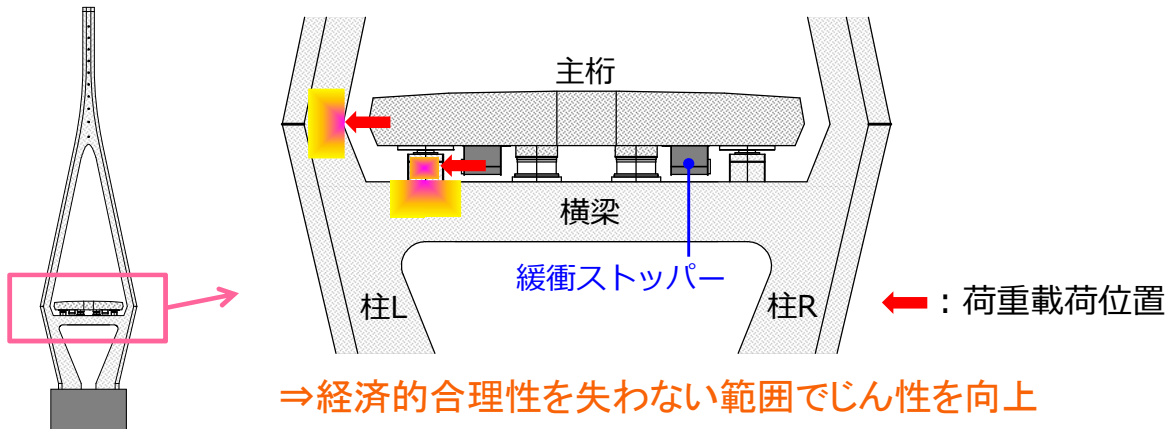 主桁
横梁
緩衝ストッパー
柱L
柱R
：荷重載荷位置
⇒経済的合理性を失わない範囲でじん性を向上